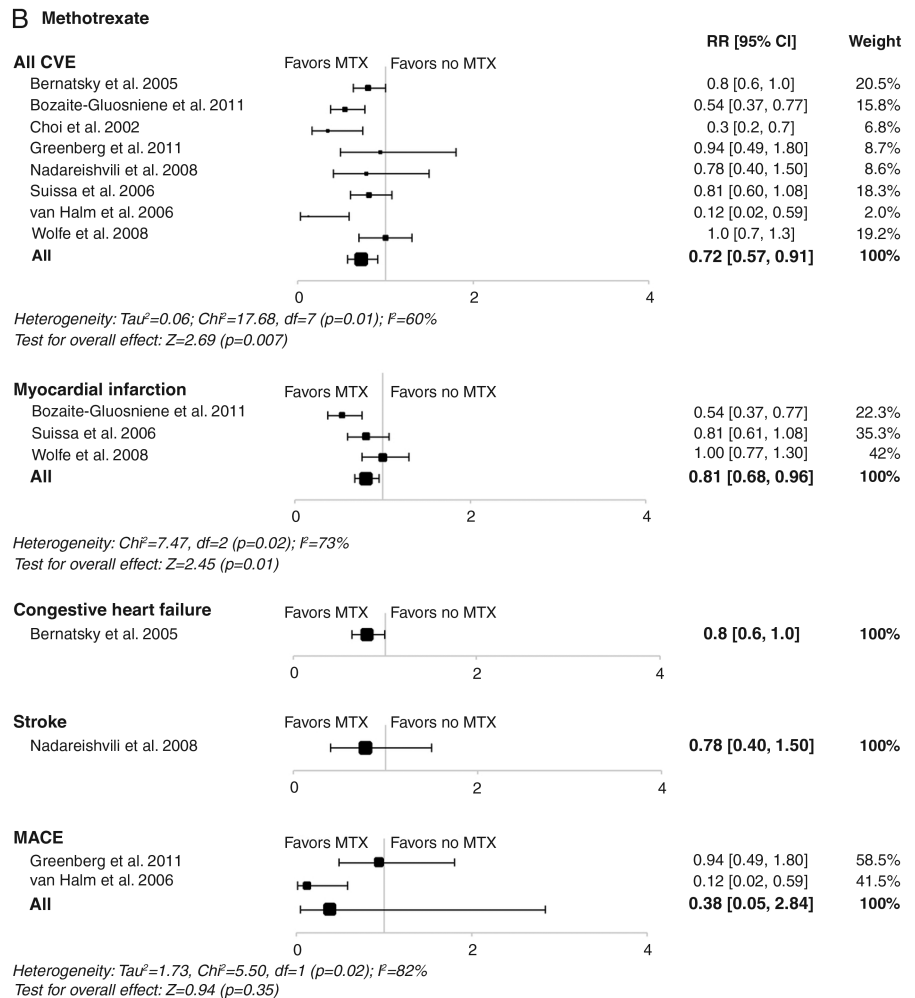 B Methotrexate
RR [95% CI] Weight
All CVE Favors MTX Favors no MTX
Bernatsky et al. 2005 0.8 [0.6, 1.0] 20.5%
Bozaite-Gluosniene et al. 2011 0.54 [0.37, 0.77] 15.8%
Choi et al. 2002 0.3 [0.2, 0.7] 6.8%
Greenberg et al. 2011 0.94 [0.49, 1.80] 8.7%
Nadareishvili et al. 2008 0.78 [0.40, 1.50] 8.6%
Suissa et al. 2006 0.81 [0.60, 1.08] 18.3%
van Halm et al. 2006 0.12 [0.02, 0.59] 2.0%
Wolfe et al. 2008 1.0 [0.7, 1.3] 19.2%
All 0.72 [0.57, 0.91] 100%
0 2 4
Heterogeneity: Tau²=0.06; Chi²=17.68, df=7 (p=0.01); I²=60%
Test for overall effect: Z=2.69 (p=0.007)
Myocardial infarction Favors MTX Favors no MTX
Bozaite-Gluosniene et al. 2011 0.54 [0.37, 0.77] 22.3%
Suissa et al. 2006 0.81 [0.61, 1.08] 35.3%
Wolfe et al. 2008 1.00 [0.77, 1.30] 42%
All 0.81 [0.68, 0.96] 100%
0 2 4
Heterogeneity: Chi²=7.47, df=2 (p=0.02); I²=73%
Test for overall effect: Z=2.45 (p=0.01)
Congestive heart failure Favors MTX Favors no MTX
Bernatsky et al. 2005 0.8 [0.6, 1.0] 100%
0 2 4
Stroke Favors MTX Favors no MTX
Nadareishvili et al. 2008 0.78 [0.40, 1.50] 100%
0 2 4
MACE Favors MTX Favors no MTX
Greenberg et al. 2011 0.94 [0.49, 1.80] 58.5%
van Halm et al. 2006 0.12 [0.02, 0.59] 41.5%
All 0.38 [0.05, 2.84] 100%
0 2 4
Heterogeneity: Tau²=1.73, Chi²=5.50, df=1 (p=0.02); I²=82%
Test for overall effect: Z=0.94 (p=0.35)